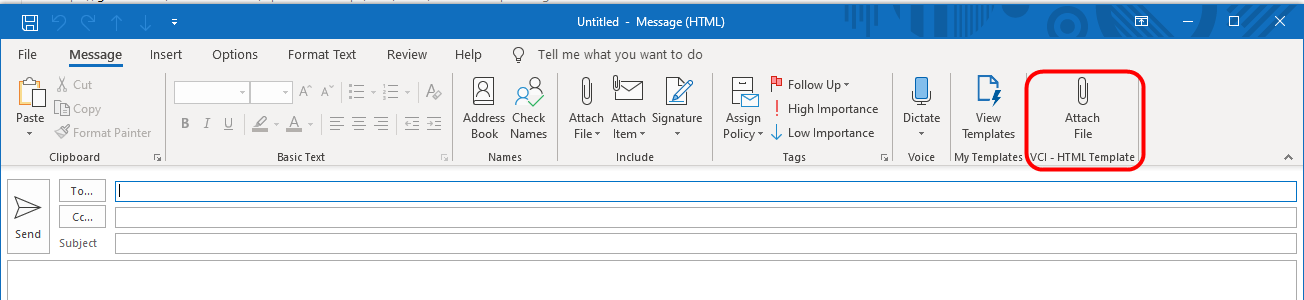 Untitled - Message (HTML)
File Message Insert Options Format Text Review Help Tell me what you want to do
Paste
Cut
Copy
Format Painter
Clipboard
B I U A
Basic Text
Address Book
Check Names
Names
Attach File
Attach Item
Signature
Include
Assign Policy
Follow Up
High Importance
Low Importance
Tags
Dictate
Voice
View Templates
My Templates
Attach File
VCI - HTML Template
Send
To...
Cc...
Subject